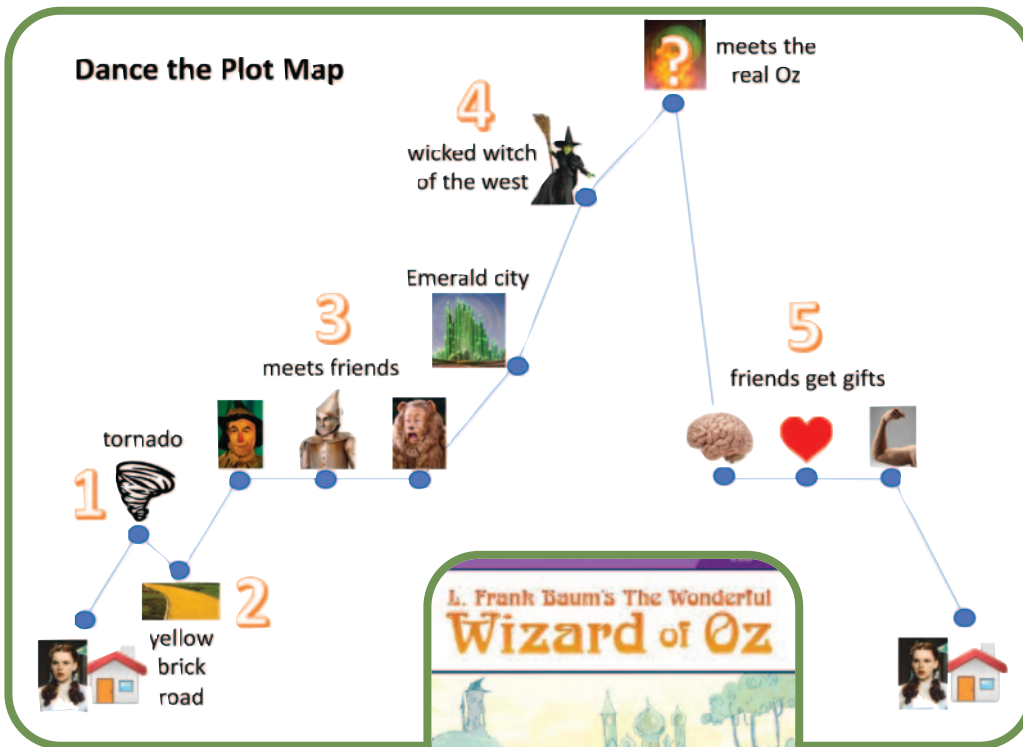 Dance the Plot Map
?
meets the
real Oz
4
wicked witch
of the west
Emerald city
3
meets friends
5
friends get gifts
tornado
1
2
yellow
brick
road
L. Frank Baum's The Wonderful
Wizard of Oz